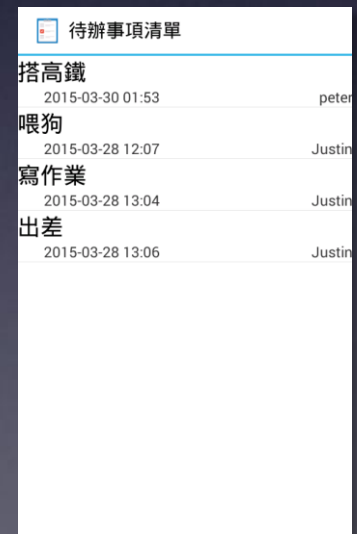 待辦事項清單
搭高鐵
2015-03-30 01:53 peter
喂狗
2015-03-28 12:07 Justin
寫作業
2015-03-28 13:04 Justin
出差
2015-03-28 13:06 Justin